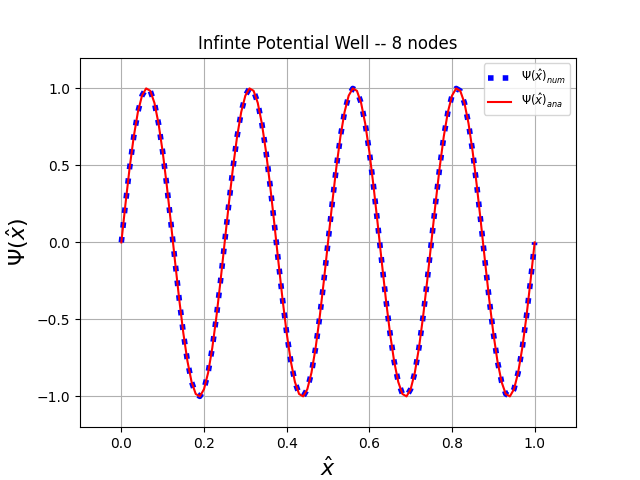 Infinte Potential Well -- 8 nodes
Ψ(x̂)num
Ψ(x̂)ana
1.0
0.5
0.0
−0.5
−1.0
Ψ(x̂)
0.0 0.2 0.4 0.6 0.8 1.0
x̂